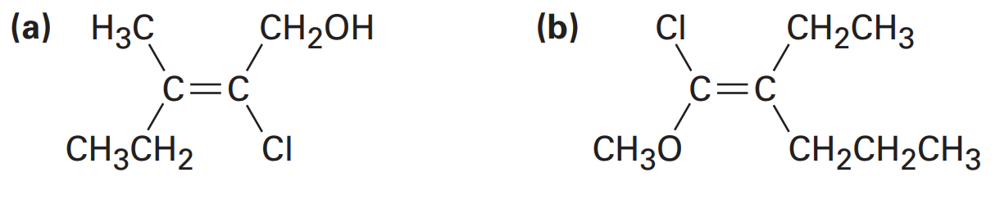 (a) H3C CH2OH (b) Cl CH2CH3
C=C C=C
CH3CH2 Cl CH3O CH2CH2CH3